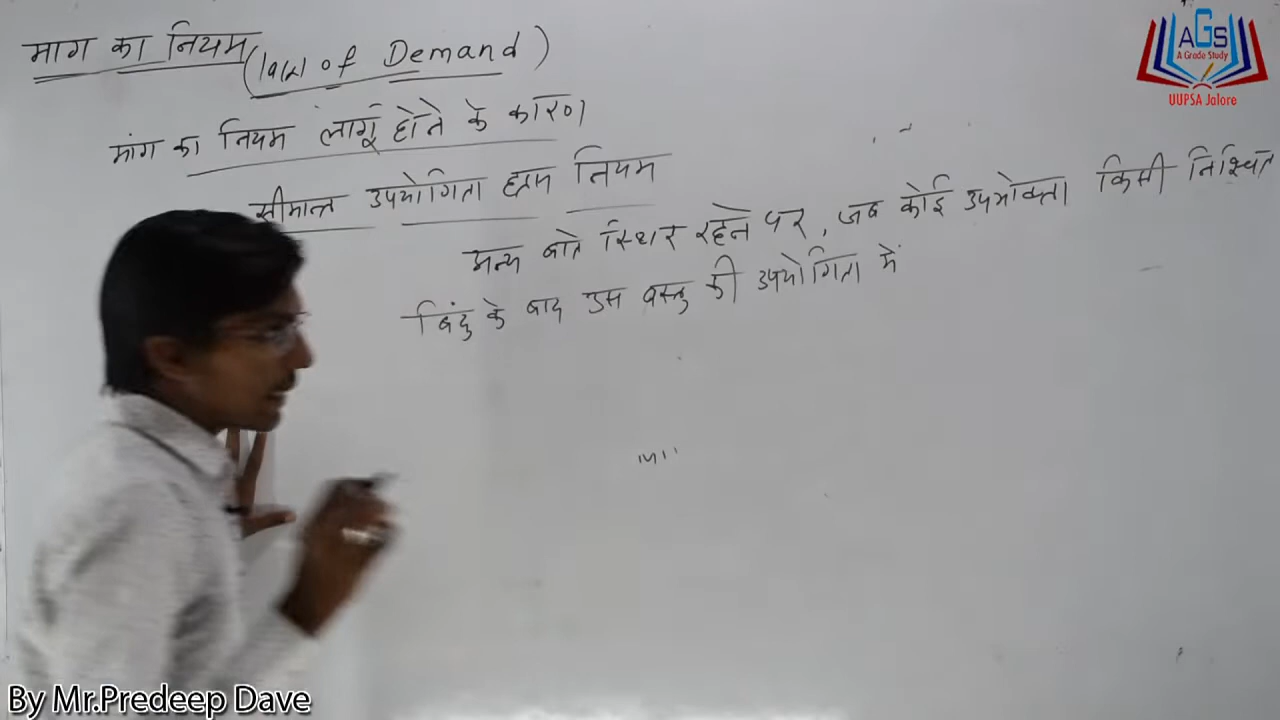 माग का नियम (law of Demand)
मांग का नियम लागू होने के कारण
सीमान्त उपयोगिता ह्रास नियम
अन्य बाते स्थिर रहने पर, जब कोई उपभोक्ता किसी निश्चित
बिंदु के बाद उस वस्तु की उपयोगिता में
AGS
A Grade Study
UUPSA Jalore
By Mr.Predeep Dave